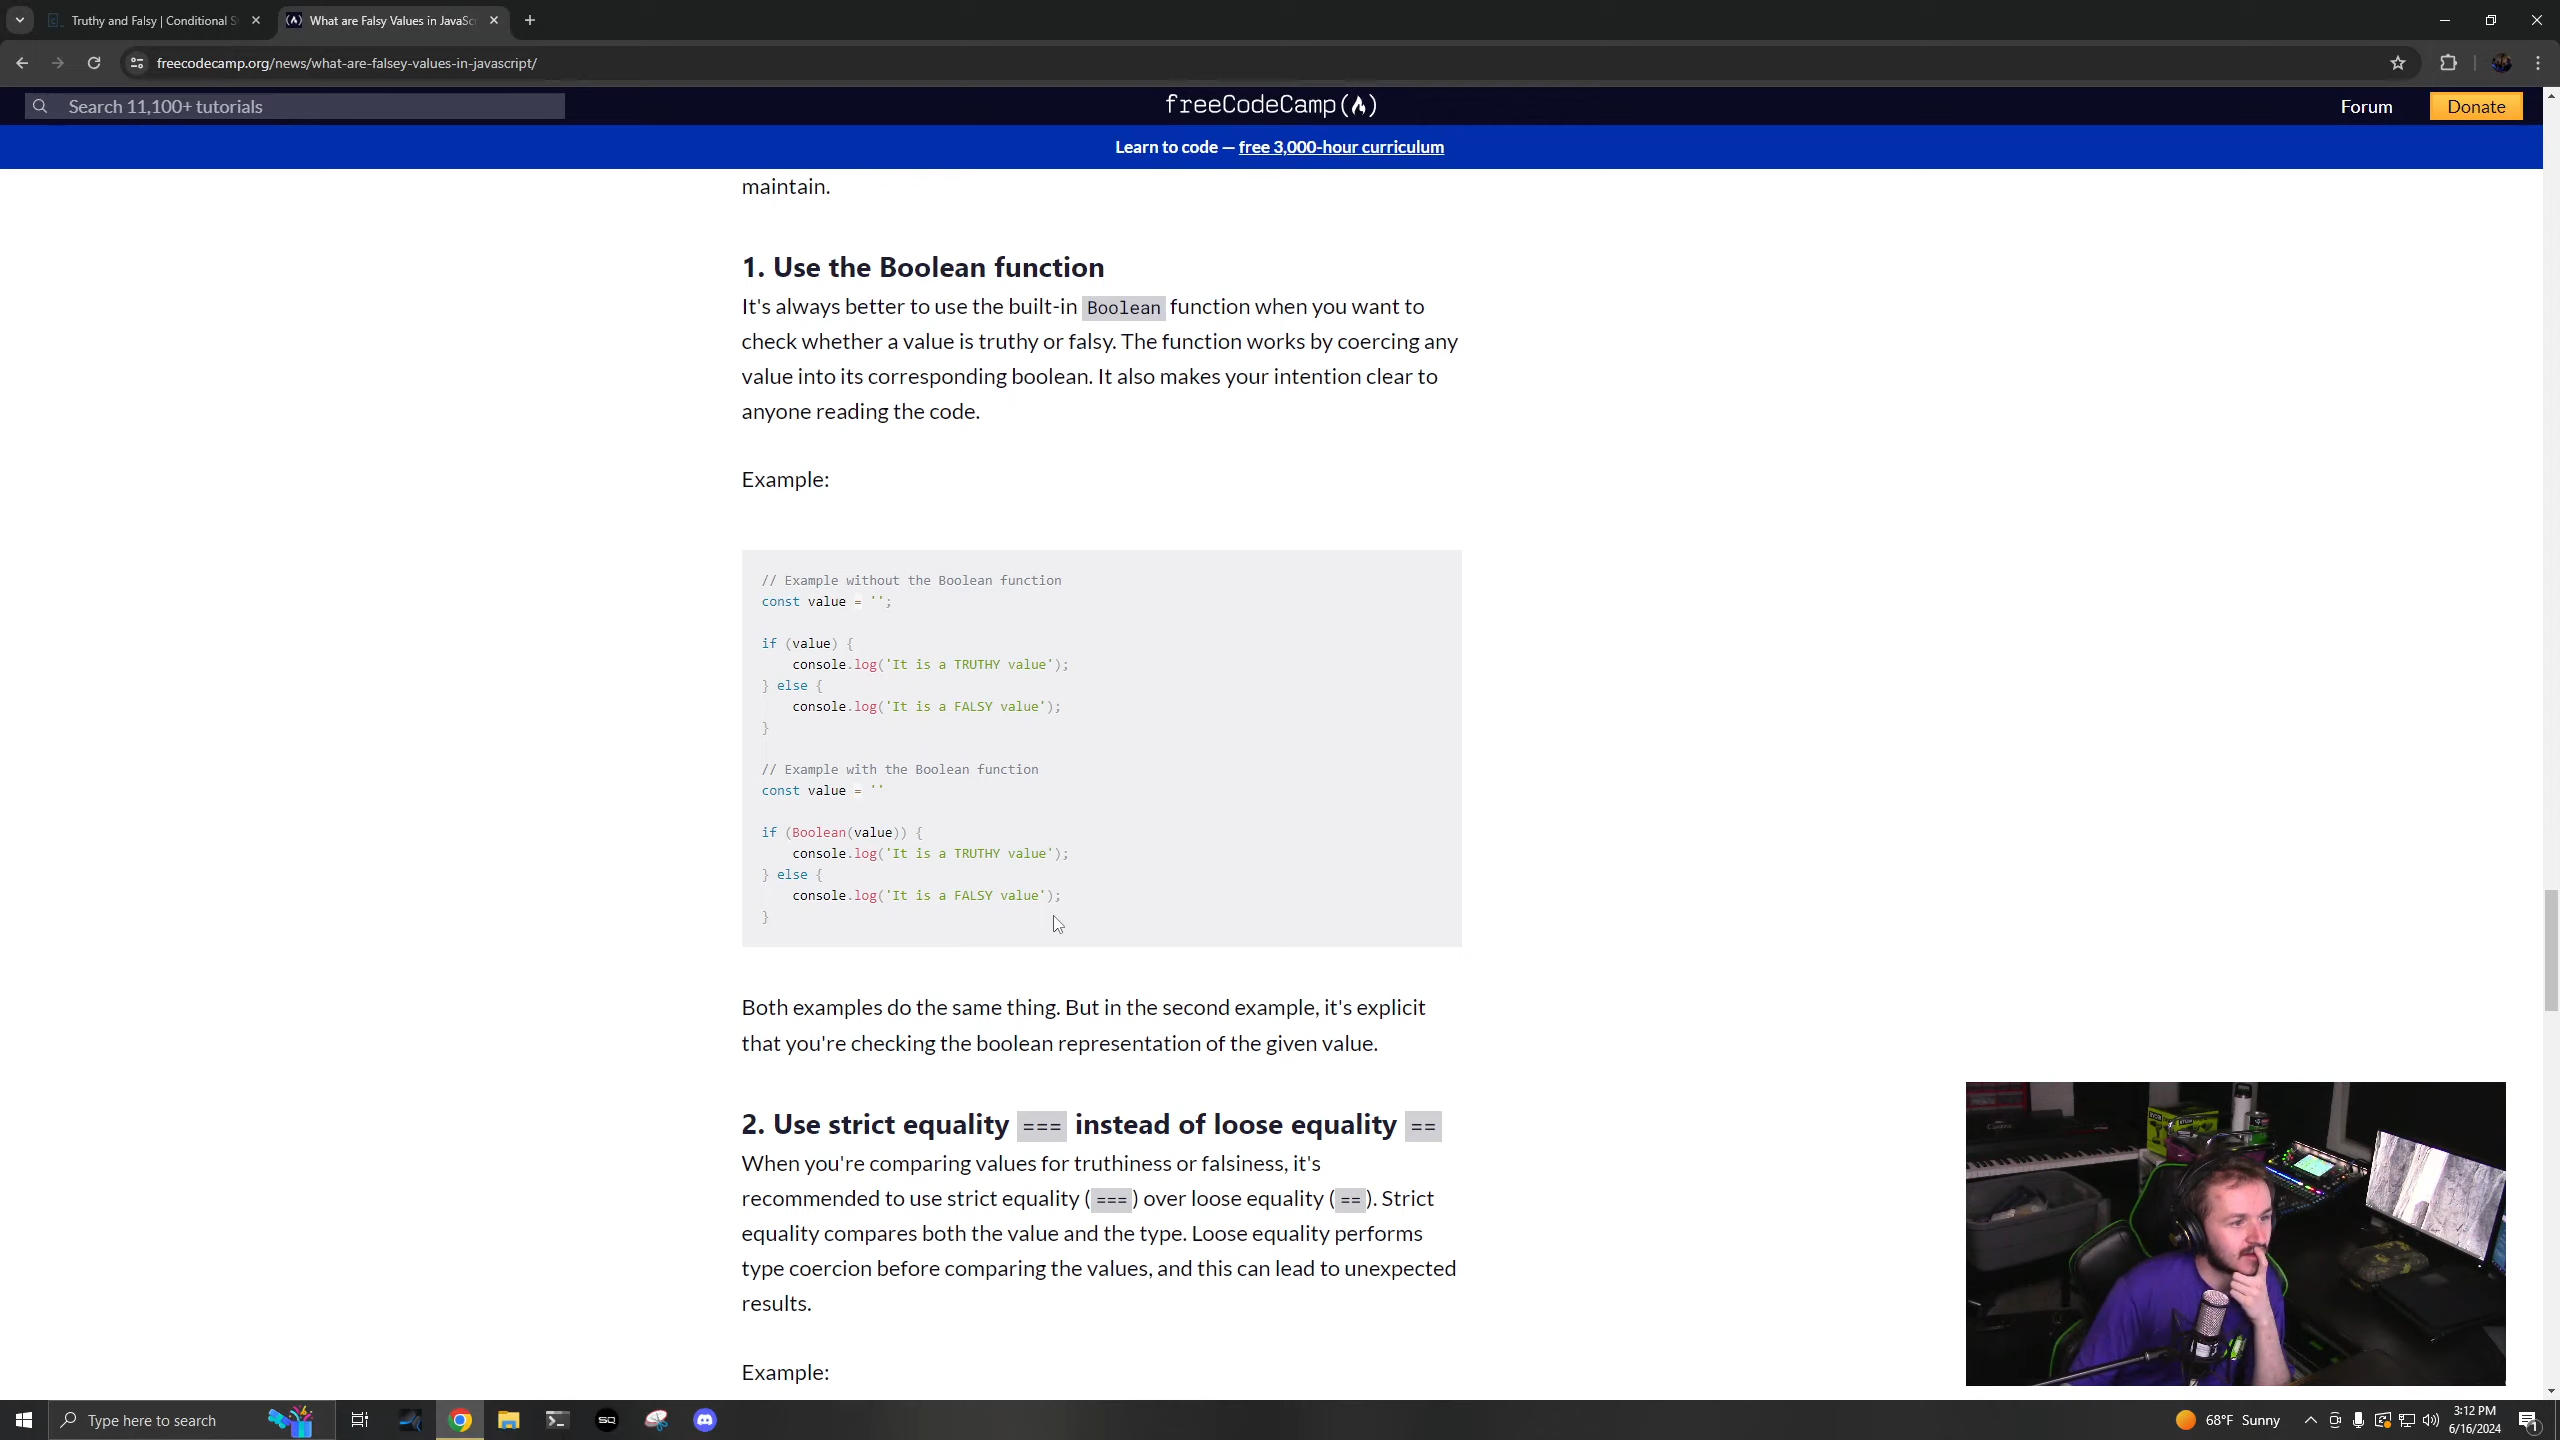 Truthy and Falsy | Conditional S
What are Falsy Values in JavaSc
freecodecamp.org/news/what-are-falsey-values-in-javascript/
Search 11,100+ tutorials
freeCodeCamp
Forum
Donate
Learn to code — free 3,000-hour curriculum
maintain.
1. Use the Boolean function
It's always better to use the built-in Boolean function when you want to
check whether a value is truthy or falsy. The function works by coercing any
value into its corresponding boolean. It also makes your intention clear to
anyone reading the code.
Example:
// Example without the Boolean function
const value = '';
if (value) {
console.log('It is a TRUTHY value');
} else {
console.log('It is a FALSY value');
}
// Example with the Boolean function
const value = ''
if (Boolean(value)) {
console.log('It is a TRUTHY value');
} else {
console.log('It is a FALSY value');
}
Both examples do the same thing. But in the second example, it's explicit
that you're checking the boolean representation of the given value.
2. Use strict equality === instead of loose equality ==
When you're comparing values for truthiness or falsiness, it's
recommended to use strict equality (===) over loose equality (==). Strict
equality compares both the value and the type. Loose equality performs
type coercion before comparing the values, and this can lead to unexpected
results.
Example:
Type here to search
SQ
68°F Sunny
3:12 PM
6/16/2024
1